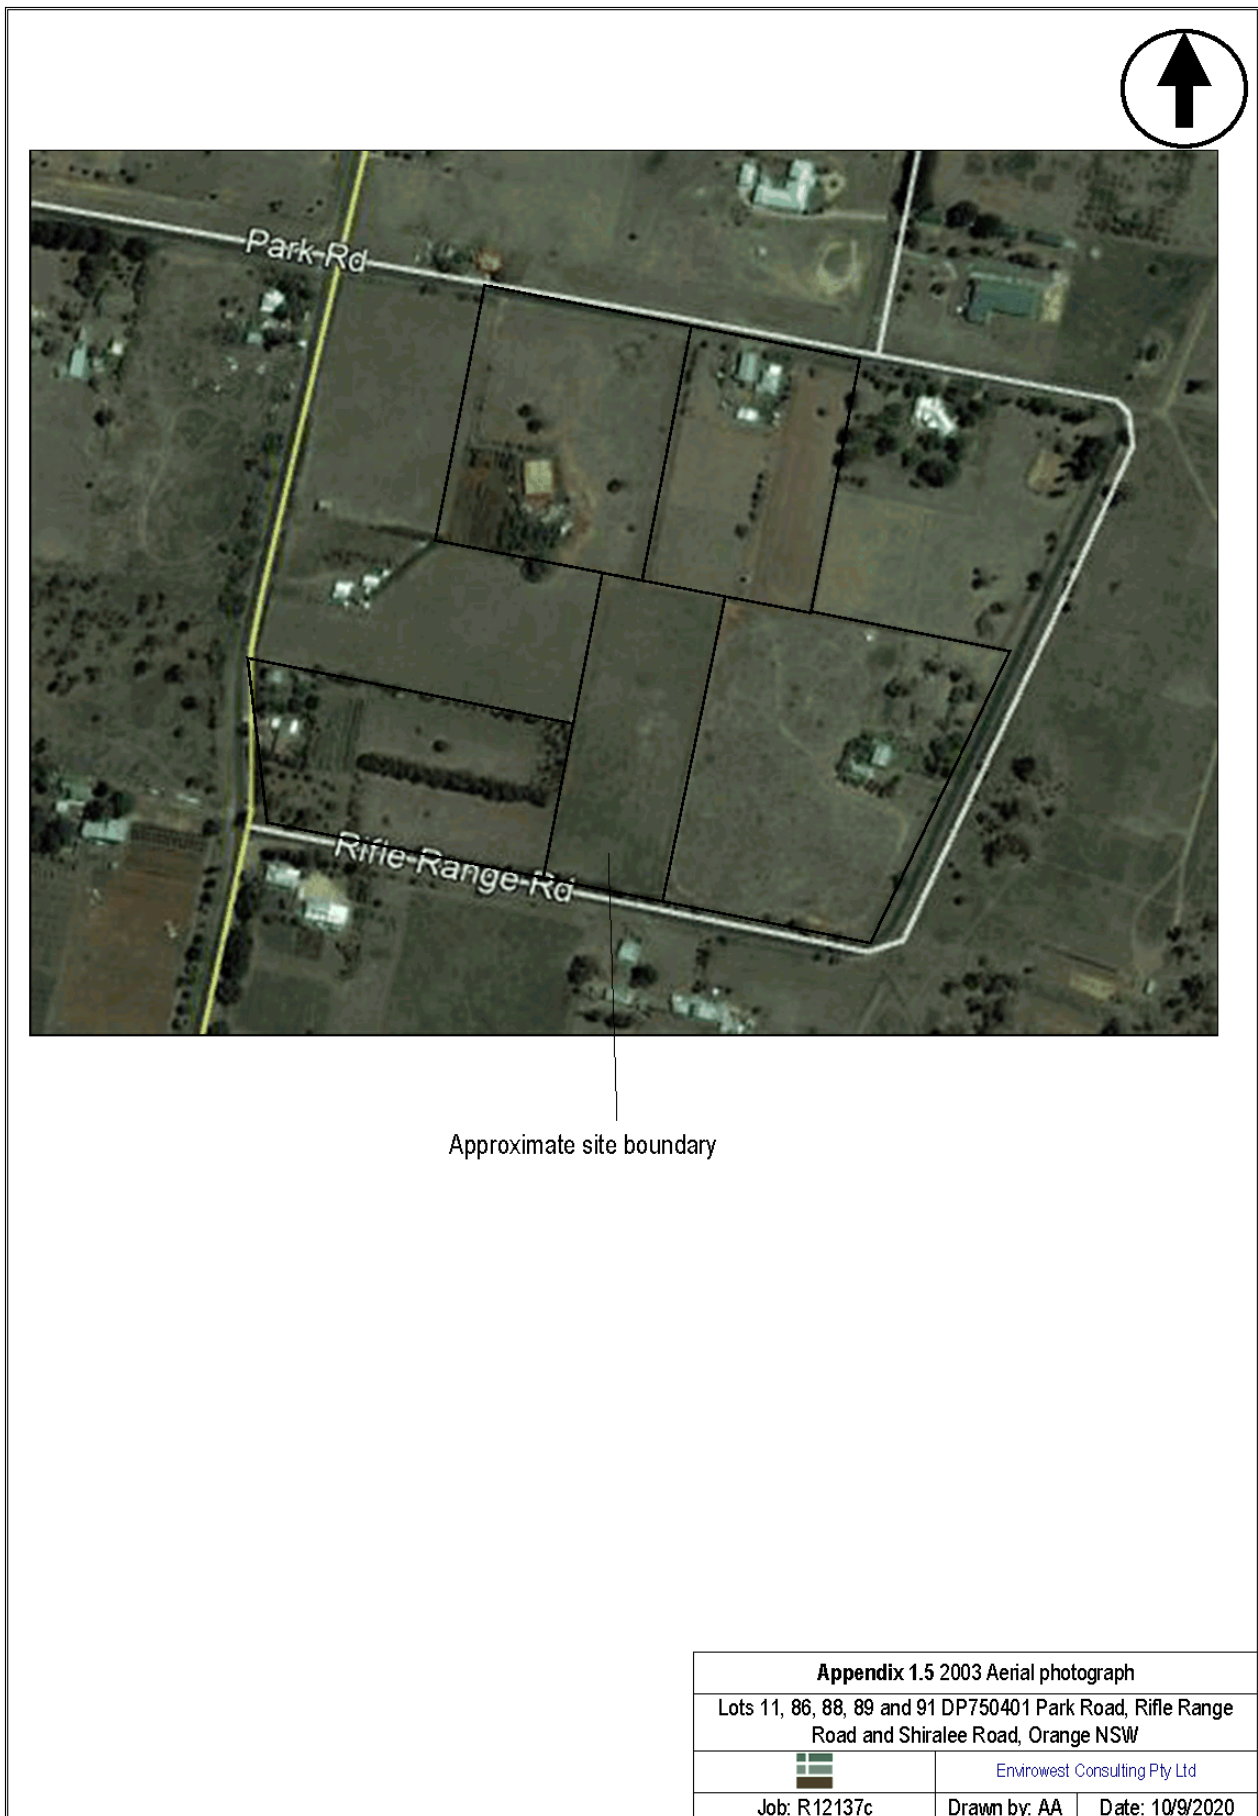 Park Rd
Rifle Range Rd
Approximate site boundary
Appendix 1.5 2003 Aerial photograph
Lots 11, 86, 88, 89 and 91 DP750401 Park Road, Rifle Range
Road and Shiralee Road, Orange NSW
Envirowest Consulting Pty Ltd
Job: R12137c
Drawn by: AA
Date: 10/9/2020